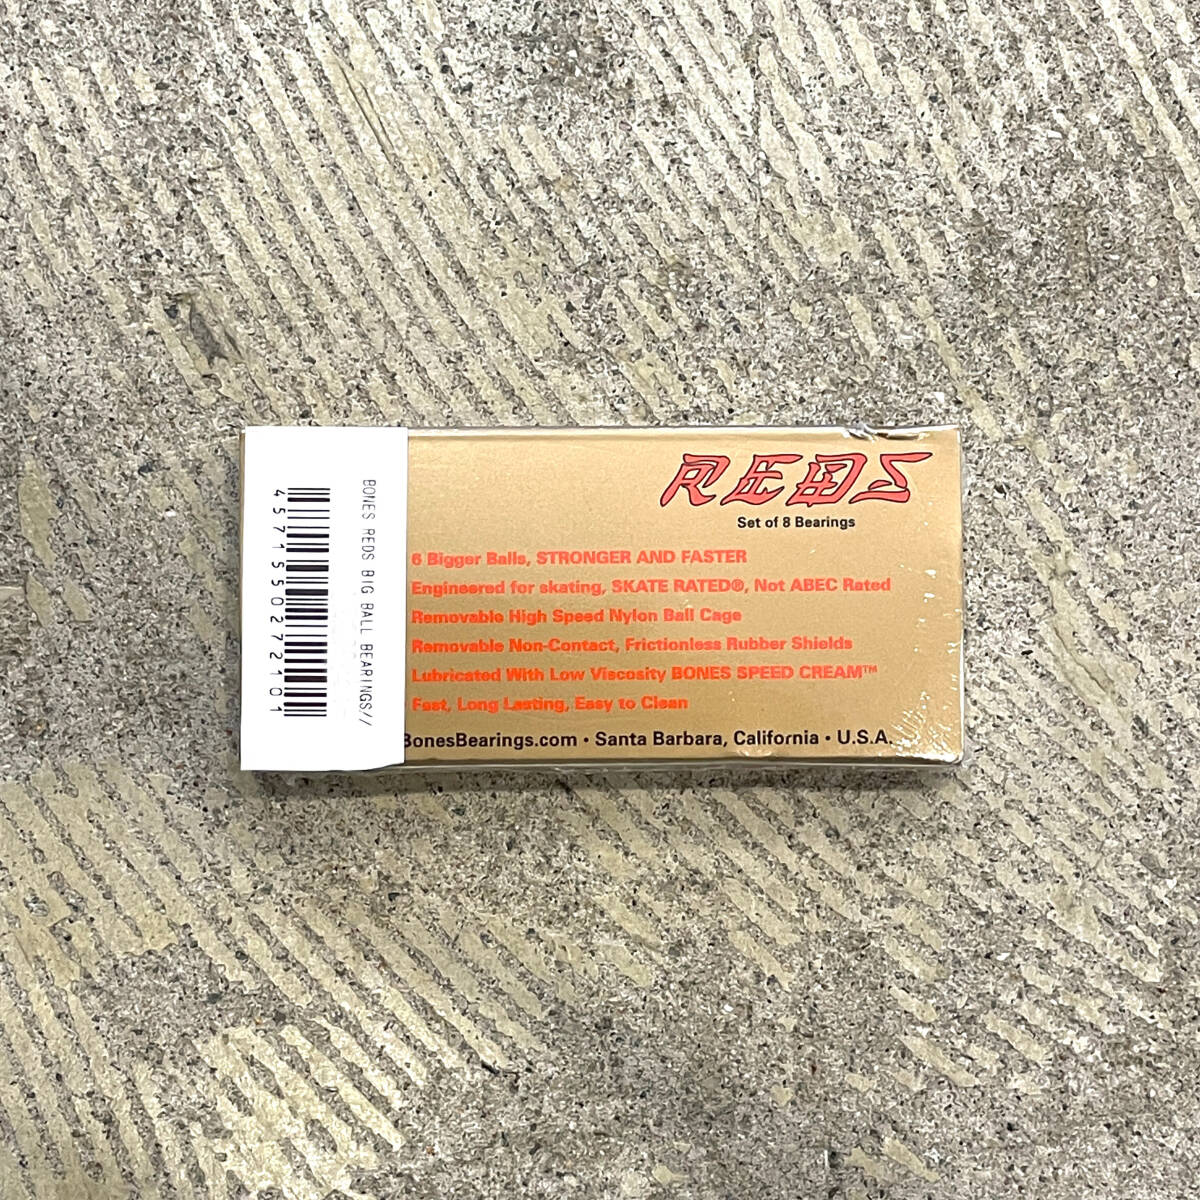 BONES REDS BIG BALL BEARINGS//
4571550272101
REDS
Set of 8 Bearings
6 Bigger Balls, STRONGER AND FASTER
Engineered for skating, SKATE RATED®, Not ABEC Rated
Removable High Speed Nylon Ball Cage
Removable Non-Contact, Frictionless Rubber Shields
Lubricated With Low Viscosity BONES SPEED CREAM™
Fast, Long Lasting, Easy to Clean
BonesBearings.com • Santa Barbara, California • U.S.A.